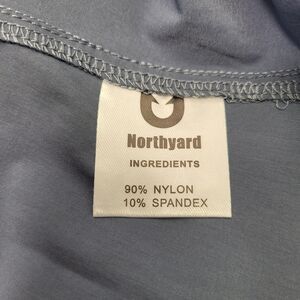 Northyard
INGREDIENTS
90% NYLON
10% SPANDEX